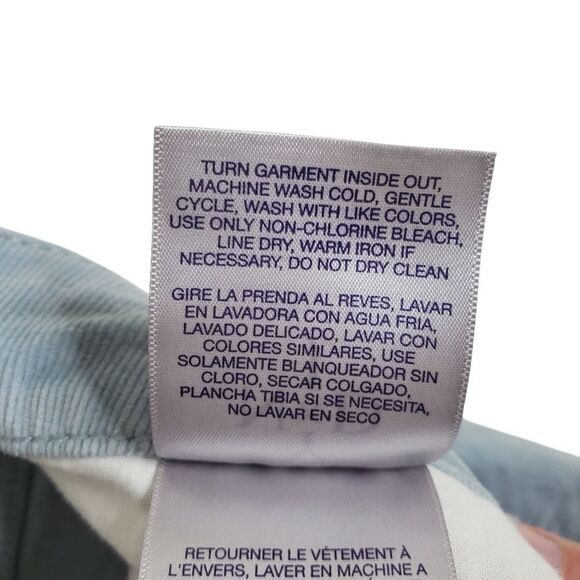 TURN GARMENT INSIDE OUT,
MACHINE WASH COLD, GENTLE
CYCLE, WASH WITH LIKE COLORS,
USE ONLY NON-CHLORINE BLEACH,
LINE DRY, WARM IRON IF
NECESSARY, DO NOT DRY CLEAN
GIRE LA PRENDA AL REVES, LAVAR
EN LAVADORA CON AGUA FRIA,
LAVADO DELICADO, LAVAR CON
COLORES SIMILARES, USE
SOLAMENTE BLANQUEADOR SIN
CLORO, SECAR COLGADO,
PLANCHA TIBIA SI SE NECESITA,
NO LAVAR EN SECO
RETOURNER LE VÊTEMENT À
L'ENVERS, LAVER EN MACHINE A